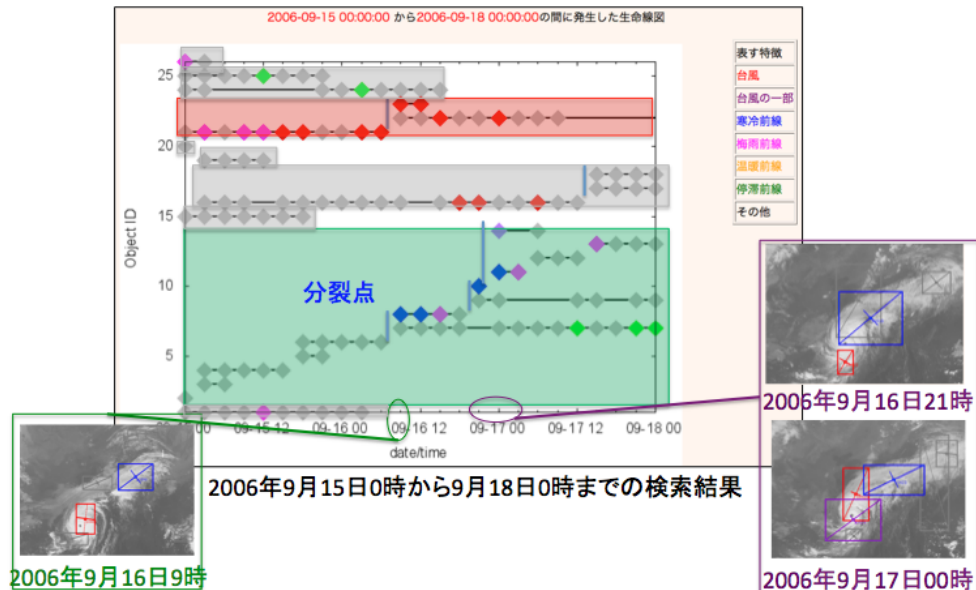 2006-09-15 00:00:00 から2006-09-18 00:00:00の間に発生した生命線図
表す特徴
台風
台風の一部
寒冷前線
梅雨前線
温暖前線
停滞前線
その他
25
20
15
10
5
Object ID
分裂点
00
09-15 12
09-16 00
09-16 12
09-17 00
09-17 12
09-18 00
date/time
2006年9月15日0時から9月18日0時までの検索結果
2006年9月16日9時
2006年9月16日21時
2006年9月17日00時